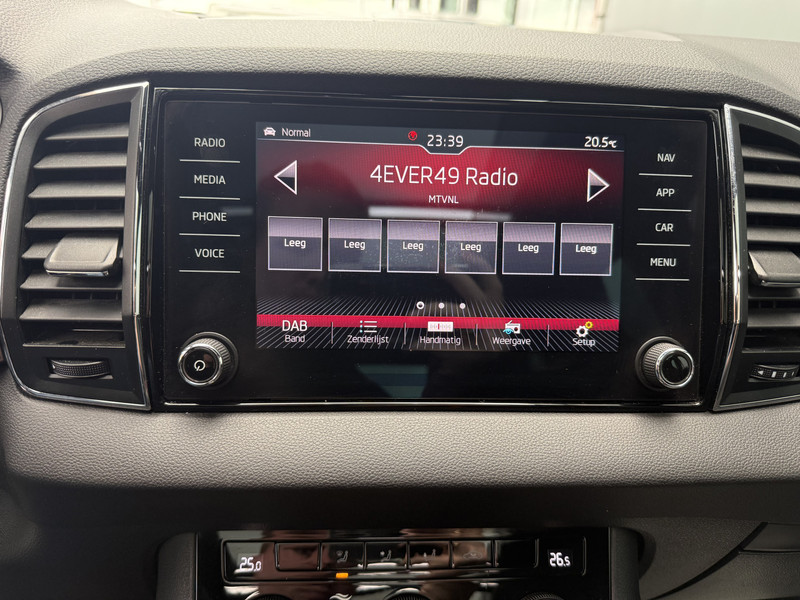 Normal 23:39 20.5°C
RADIO
MEDIA
PHONE
VOICE
4EVER49 Radio
MTVNL
Leeg Leeg Leeg Leeg Leeg Leeg
DAB
Band Zenderlijst Handmatig Weergave Setup
NAV
APP
CAR
MENU
25.0 26.5